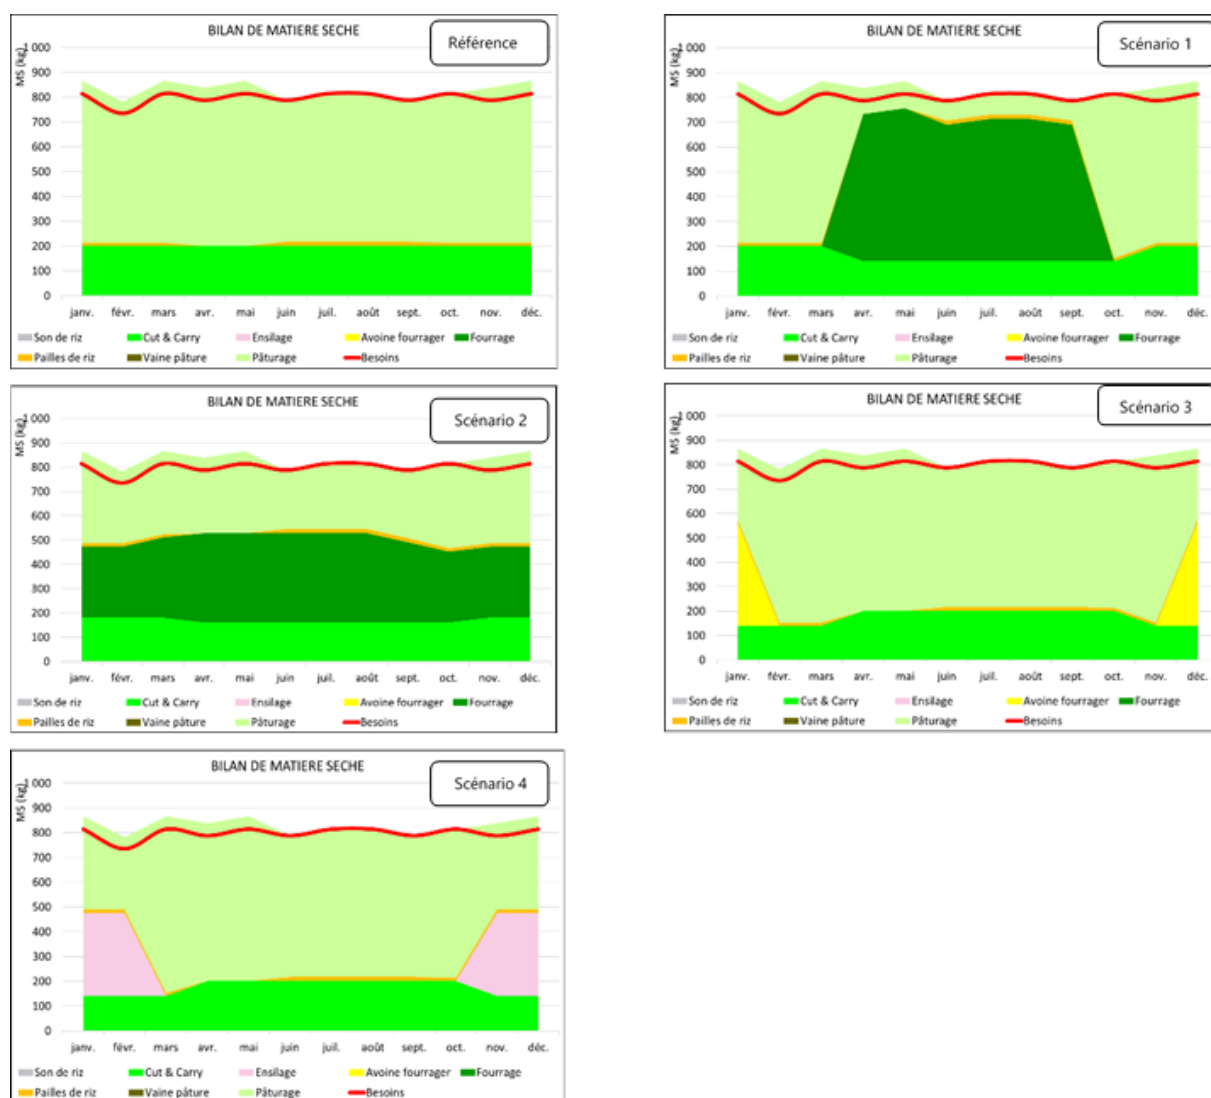 BILAN DE MATIERE SECHE
Référence
MS (kg)
1 000
900
800
700
600
500
400
300
200
100
0
janv. févr. mars avr. mai juin juil. août sept. oct. nov. déc.
Son de riz Cut & Carry Ensilage Avoine fourrager Fourrage
Pailles de riz Vaine pâture Pâturage Besoins
BILAN DE MATIERE SECHE
Scénario 1
MS (kg)
1 000
900
800
700
600
500
400
300
200
100
0
janv. févr. mars avr. mai juin juil. août sept. oct. nov. déc.
Son de riz Cut & Carry Ensilage Avoine fourrager Fourrage
Pailles de riz Vaine pâture Pâturage Besoins
BILAN DE MATIERE SECHE
Scénario 2
MS (kg)
1 000
900
800
700
600
500
400
300
200
100
0
janv. févr. mars avr. mai juin juil. août sept. oct. nov. déc.
Son de riz Cut & Carry Ensilage Avoine fourrager Fourrage
Pailles de riz Vaine pâture Pâturage Besoins
BILAN DE MATIERE SECHE
Scénario 3
MS (kg)
1 000
900
800
700
600
500
400
300
200
100
0
janv. févr. mars avr. mai juin juil. août sept. oct. nov. déc.
Son de riz Cut & Carry Ensilage Avoine fourrager Fourrage
Pailles de riz Vaine pâture Pâturage Besoins
BILAN DE MATIERE SECHE
Scénario 4
MS (kg)
1 000
900
800
700
600
500
400
300
200
100
0
janv. févr. mars avr. mai juin juil. août sept. oct. nov. déc.
Son de riz Cut & Carry Ensilage Avoine fourrager Fourrage
Pailles de riz Vaine pâture Pâturage Besoins